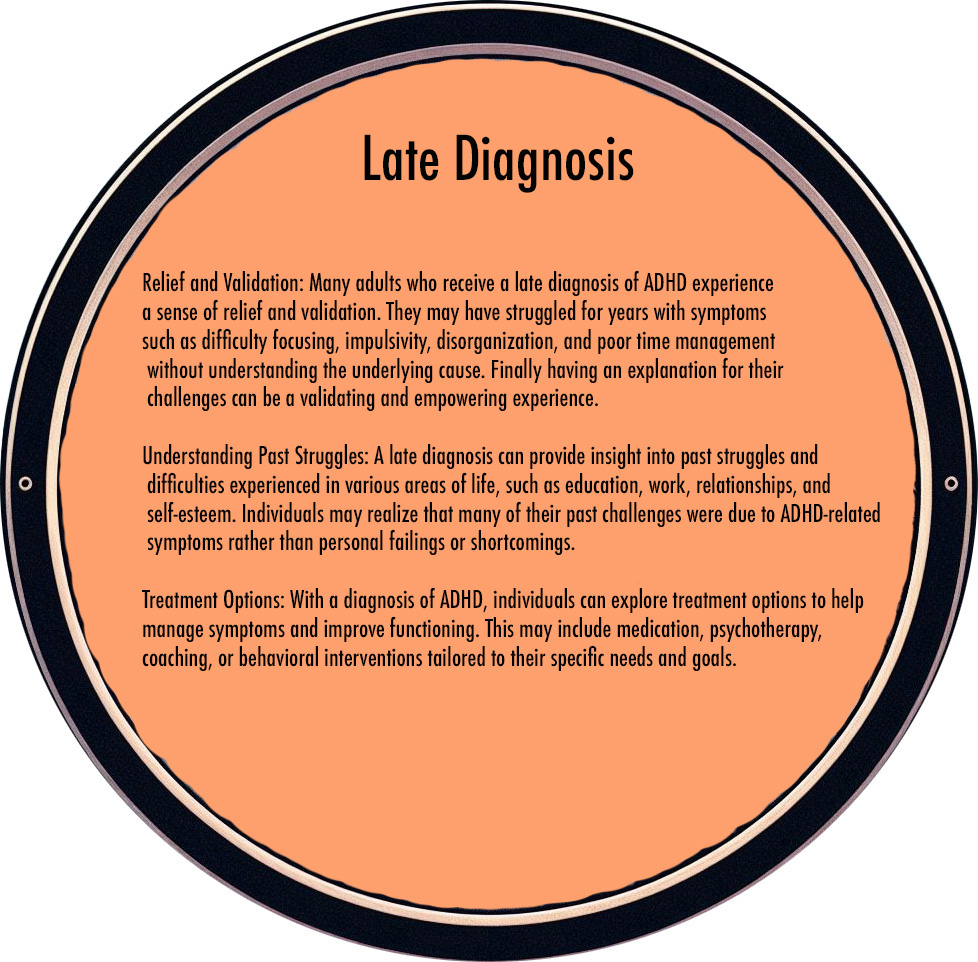 Late Diagnosis
Relief and Validation: Many adults who receive a late diagnosis of ADHD experience
a sense of relief and validation. They may have struggled for years with symptoms
such as difficulty focusing, impulsivity, disorganization, and poor time management
without understanding the underlying cause. Finally having an explanation for their
challenges can be a validating and empowering experience.
Understanding Past Struggles: A late diagnosis can provide insight into past struggles and
difficulties experienced in various areas of life, such as education, work, relationships, and
self-esteem. Individuals may realize that many of their past challenges were due to ADHD-related
symptoms rather than personal failings or shortcomings.
Treatment Options: With a diagnosis of ADHD, individuals can explore treatment options to help
manage symptoms and improve functioning. This may include medication, psychotherapy,
coaching, or behavioral interventions tailored to their specific needs and goals.